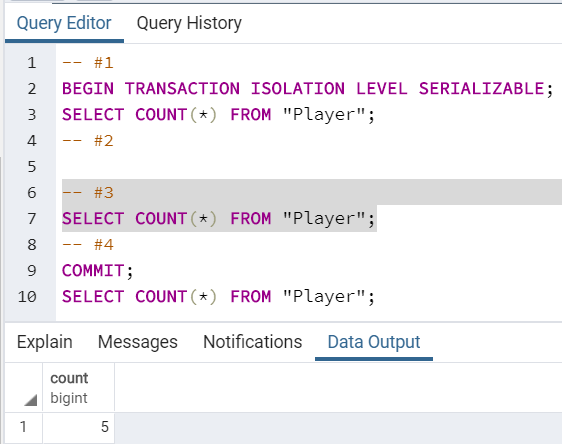 Query Editor Query History
1 -- #1
2 BEGIN TRANSACTION ISOLATION LEVEL SERIALIZABLE;
3 SELECT COUNT(*) FROM "Player";
4 -- #2
5
6 -- #3
7 SELECT COUNT(*) FROM "Player";
8 -- #4
9 COMMIT;
10 SELECT COUNT(*) FROM "Player";
Explain Messages Notifications Data Output
count
bigint
1 5